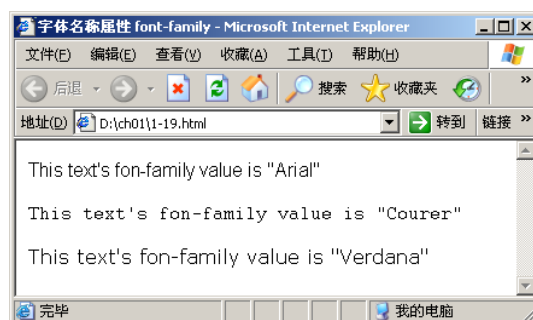 字体名称属性 font-family - Microsoft Internet Explorer
文件(F) 编辑(E) 查看(V) 收藏(A) 工具(T) 帮助(H)
后退 搜索 收藏夹 »
地址(D) D:\ch01\1-19.html 转到 链接 »
This text's fon-family value is "Arial"
This text's fon-family value is "Courer"
This text's fon-family value is "Verdana"
完毕 我的电脑